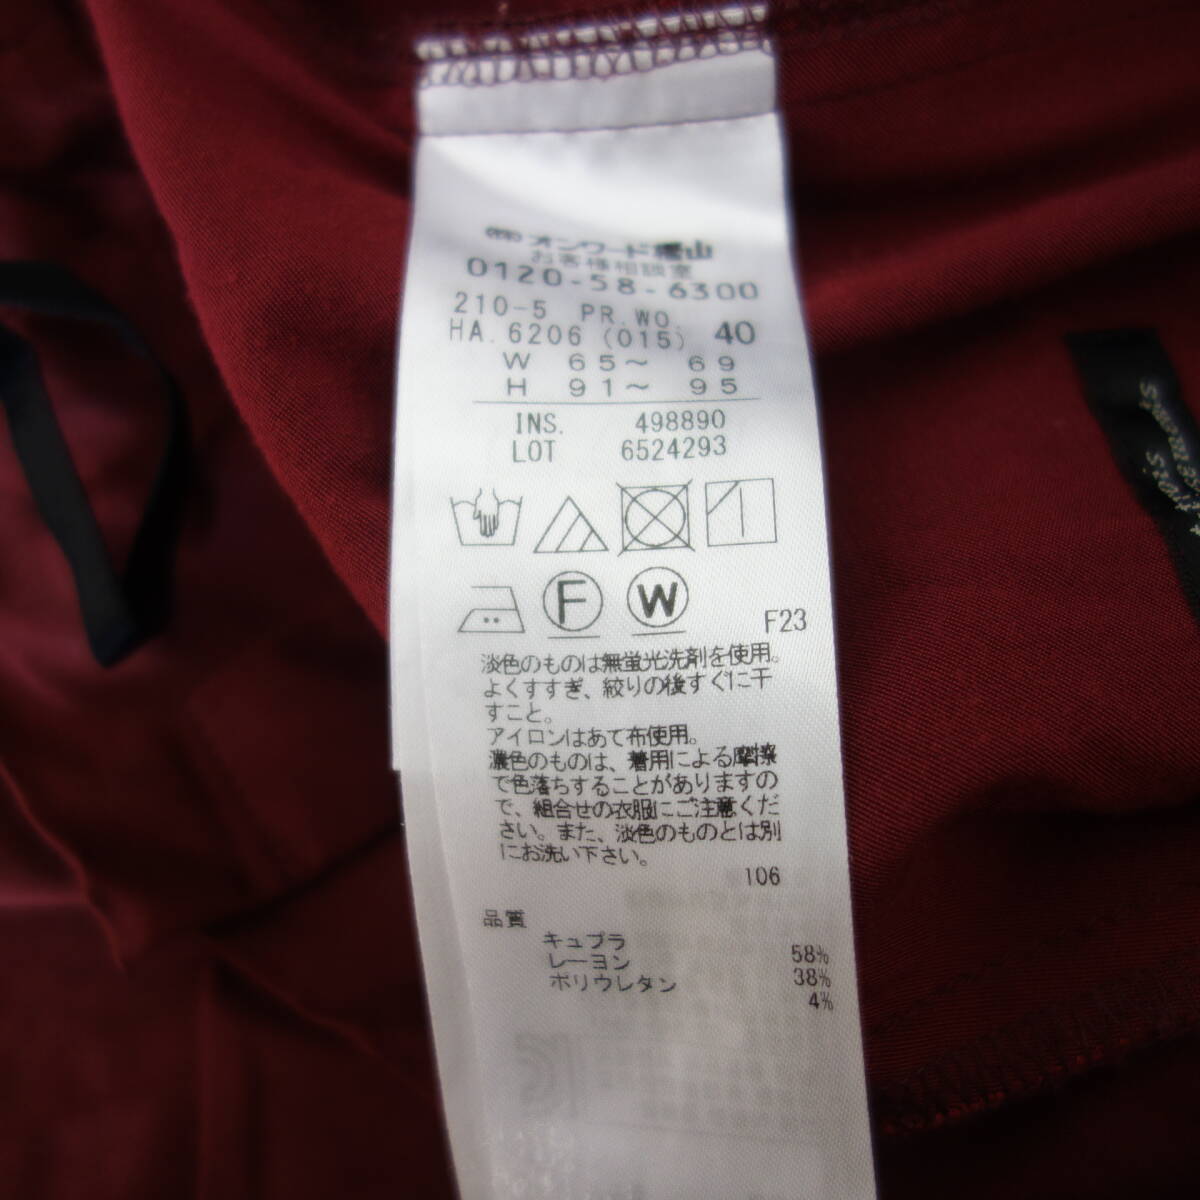 オンワード樫山
お客様相談室
0120-58-6300
210-5 PR.WO
HA.6206 (015) 40
W 65～ 69
H 91～ 95
INS. 498890
LOT 6524293
F W
F23
淡色のものは無蛍光洗剤を使用。
よくすすぎ、絞りの後すぐに干
すこと。
アイロンはあて布使用。
濃色のものは、着用による摩擦
で色落ちすることがありますの
で、組合せの衣服にご注意くだ
さい。また、淡色のものとは別
にお洗い下さい。
106
品質
キュプラ 58%
レーヨン 38%
ポリウレタン 4%